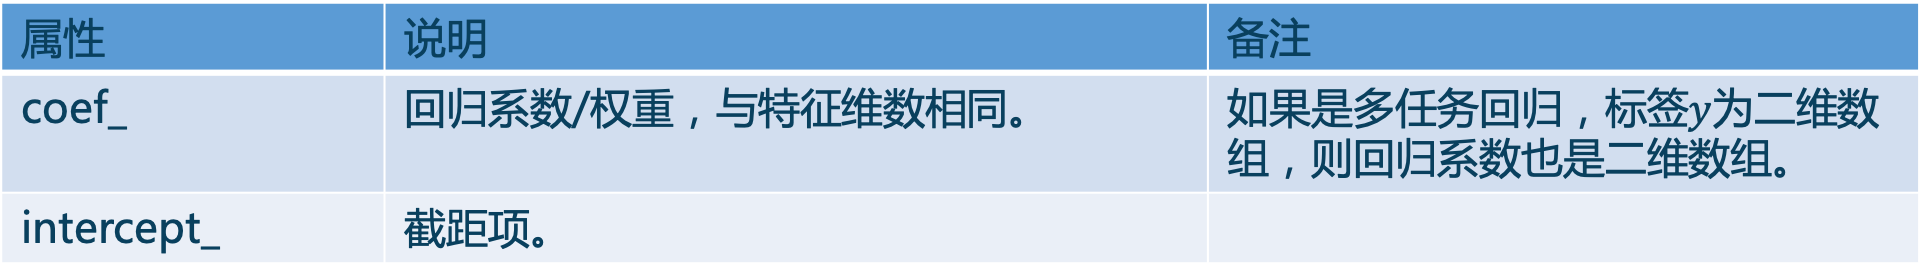 属性 说明 备注
coef_ 回归系数/权重，与特征维数相同。 如果是多任务回归，标签y为二维数
组，则回归系数也是二维数组。
intercept_ 截距项。